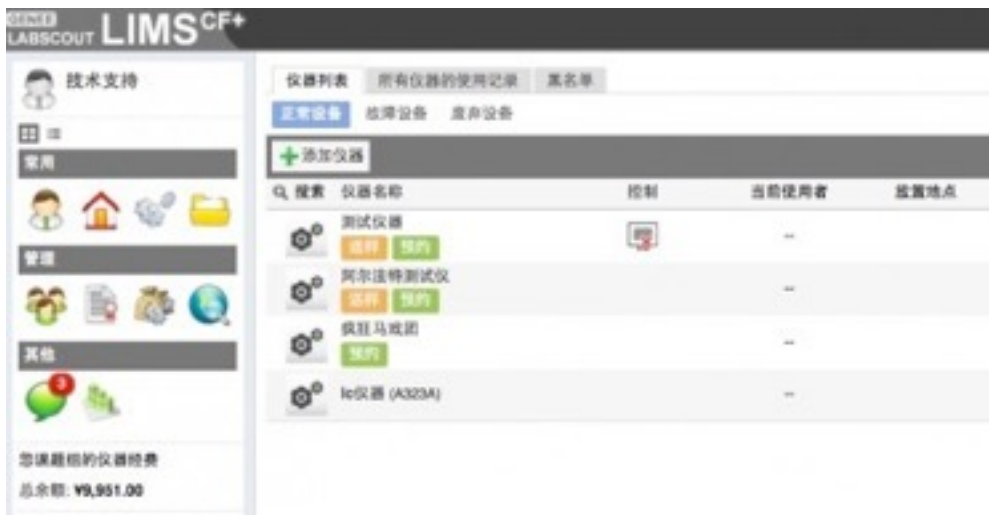 GENEE
LABSCOUT LIMS CF+
技术支持
常用
管理
其他
3
您课题组的仪器经费
总余额: ¥9,951.00
仪器列表 所有仪器的使用记录 黑名单
正常设备 故障设备 废弃设备
添加仪器
搜索 仪器名称 控制 当前使用者 放置地点
测试仪器
送样 预约
--
阿尔法特测试仪
送样 预约
--
疯狂马戏团
预约
--
lc仪器 (A323A)
--